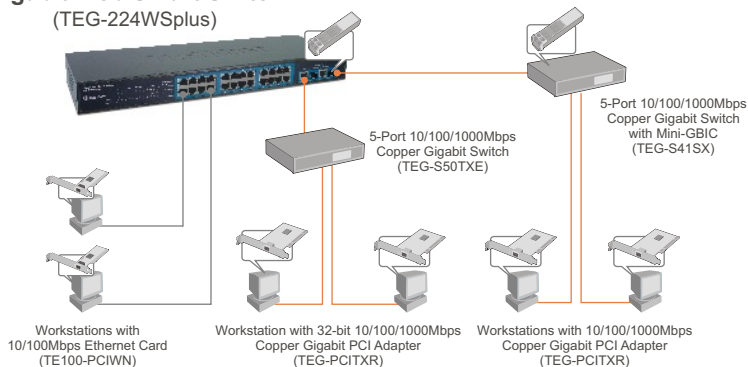 (TEG-224WSplus)
5-Port 10/100/1000Mbps
Copper Gigabit Switch
with Mini-GBIC
(TEG-S41SX)
5-Port 10/100/1000Mbps
Copper Gigabit Switch
(TEG-S50TXE)
Workstations with
10/100Mbps Ethernet Card
(TE100-PCIWN)
Workstation with 32-bit 10/100/1000Mbps
Copper Gigabit PCI Adapter
(TEG-PCITXR)
Workstations with 10/100/1000Mbps
Copper Gigabit PCI Adapter
(TEG-PCITXR)